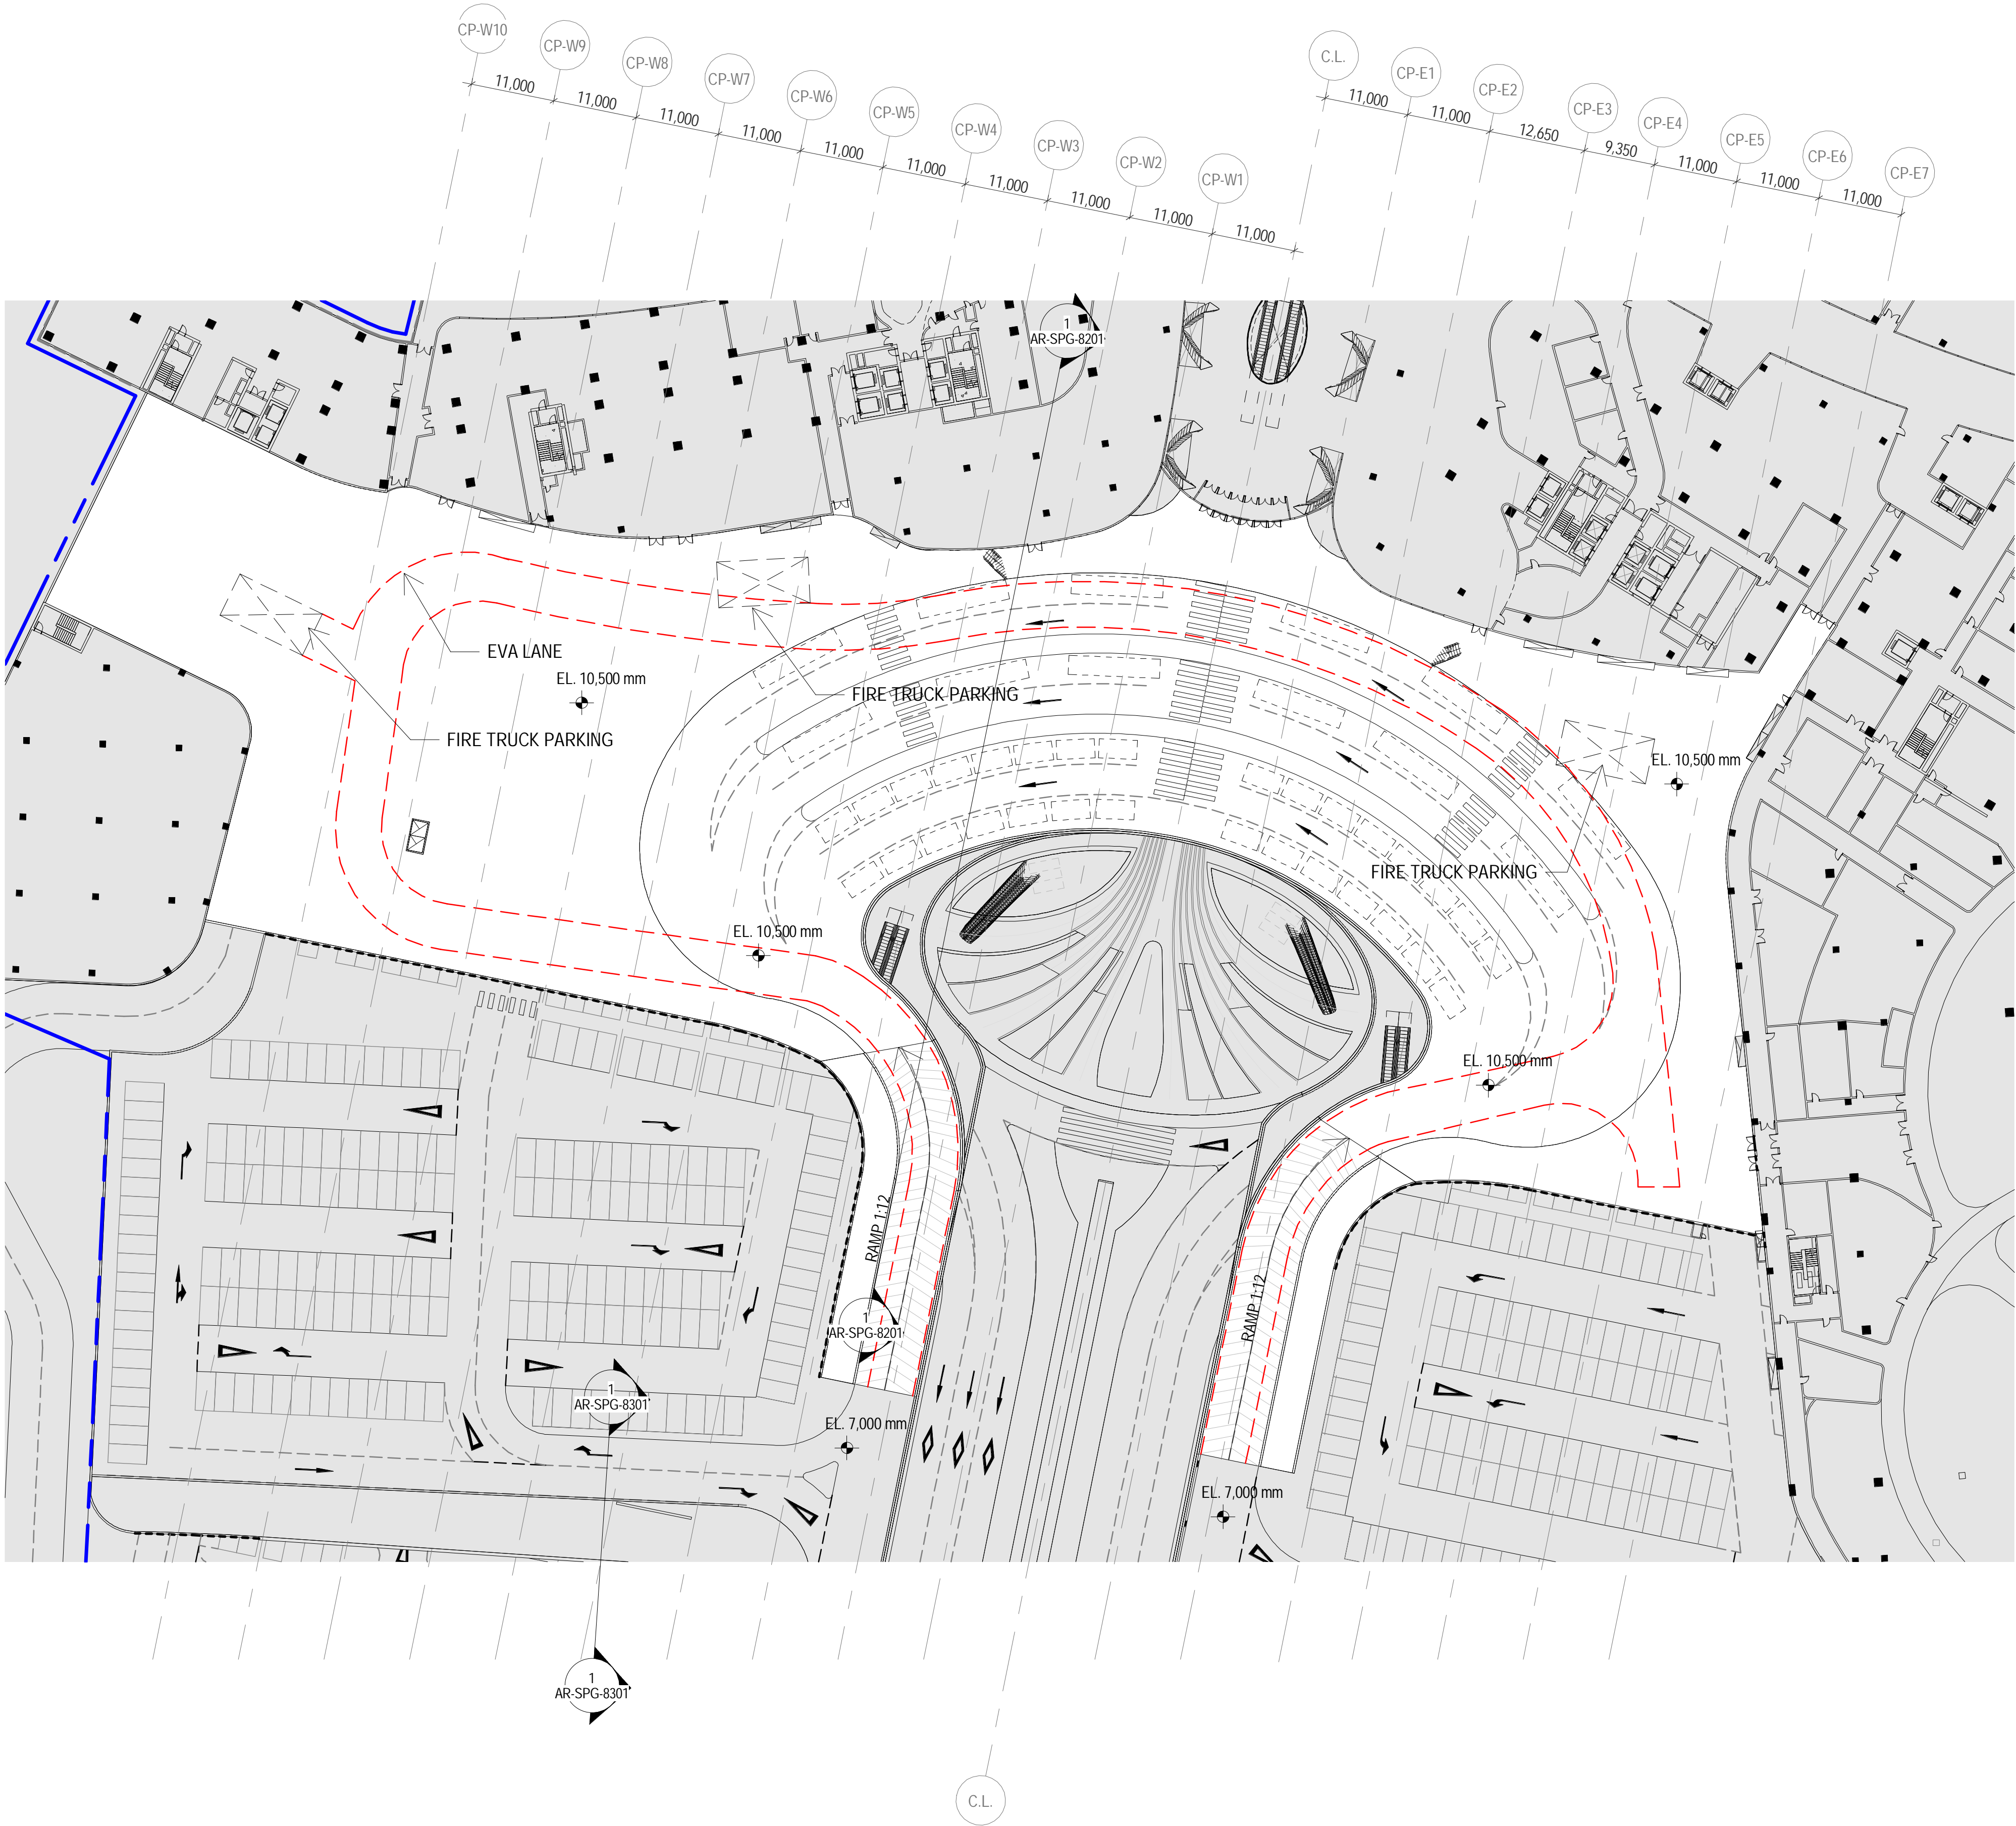 CP-W10
CP-W9
CP-W8
CP-W7
CP-W6
CP-W5
CP-W4
CP-W3
CP-W2
CP-W1
C.L.
CP-E1
CP-E2
CP-E3
CP-E4
CP-E5
CP-E6
CP-E7
11,000
11,000
11,000
11,000
11,000
11,000
11,000
11,000
11,000
11,000
11,000
11,000
12,650
9,350
11,000
11,000
11,000
1
AR-SPG-8201
EVA LANE
EL. 10,500 mm
FIRE TRUCK PARKING
FIRE TRUCK PARKING
EL. 10,500 mm
FIRE TRUCK PARKING
EL. 10,500 mm
EL. 10,500 mm
RAMP 1:12
RAMP 1:12
1
AR-SPG-8201
1
AR-SPG-8301
EL. 7,000 mm
EL. 7,000 mm
1
AR-SPG-8301
C.L.